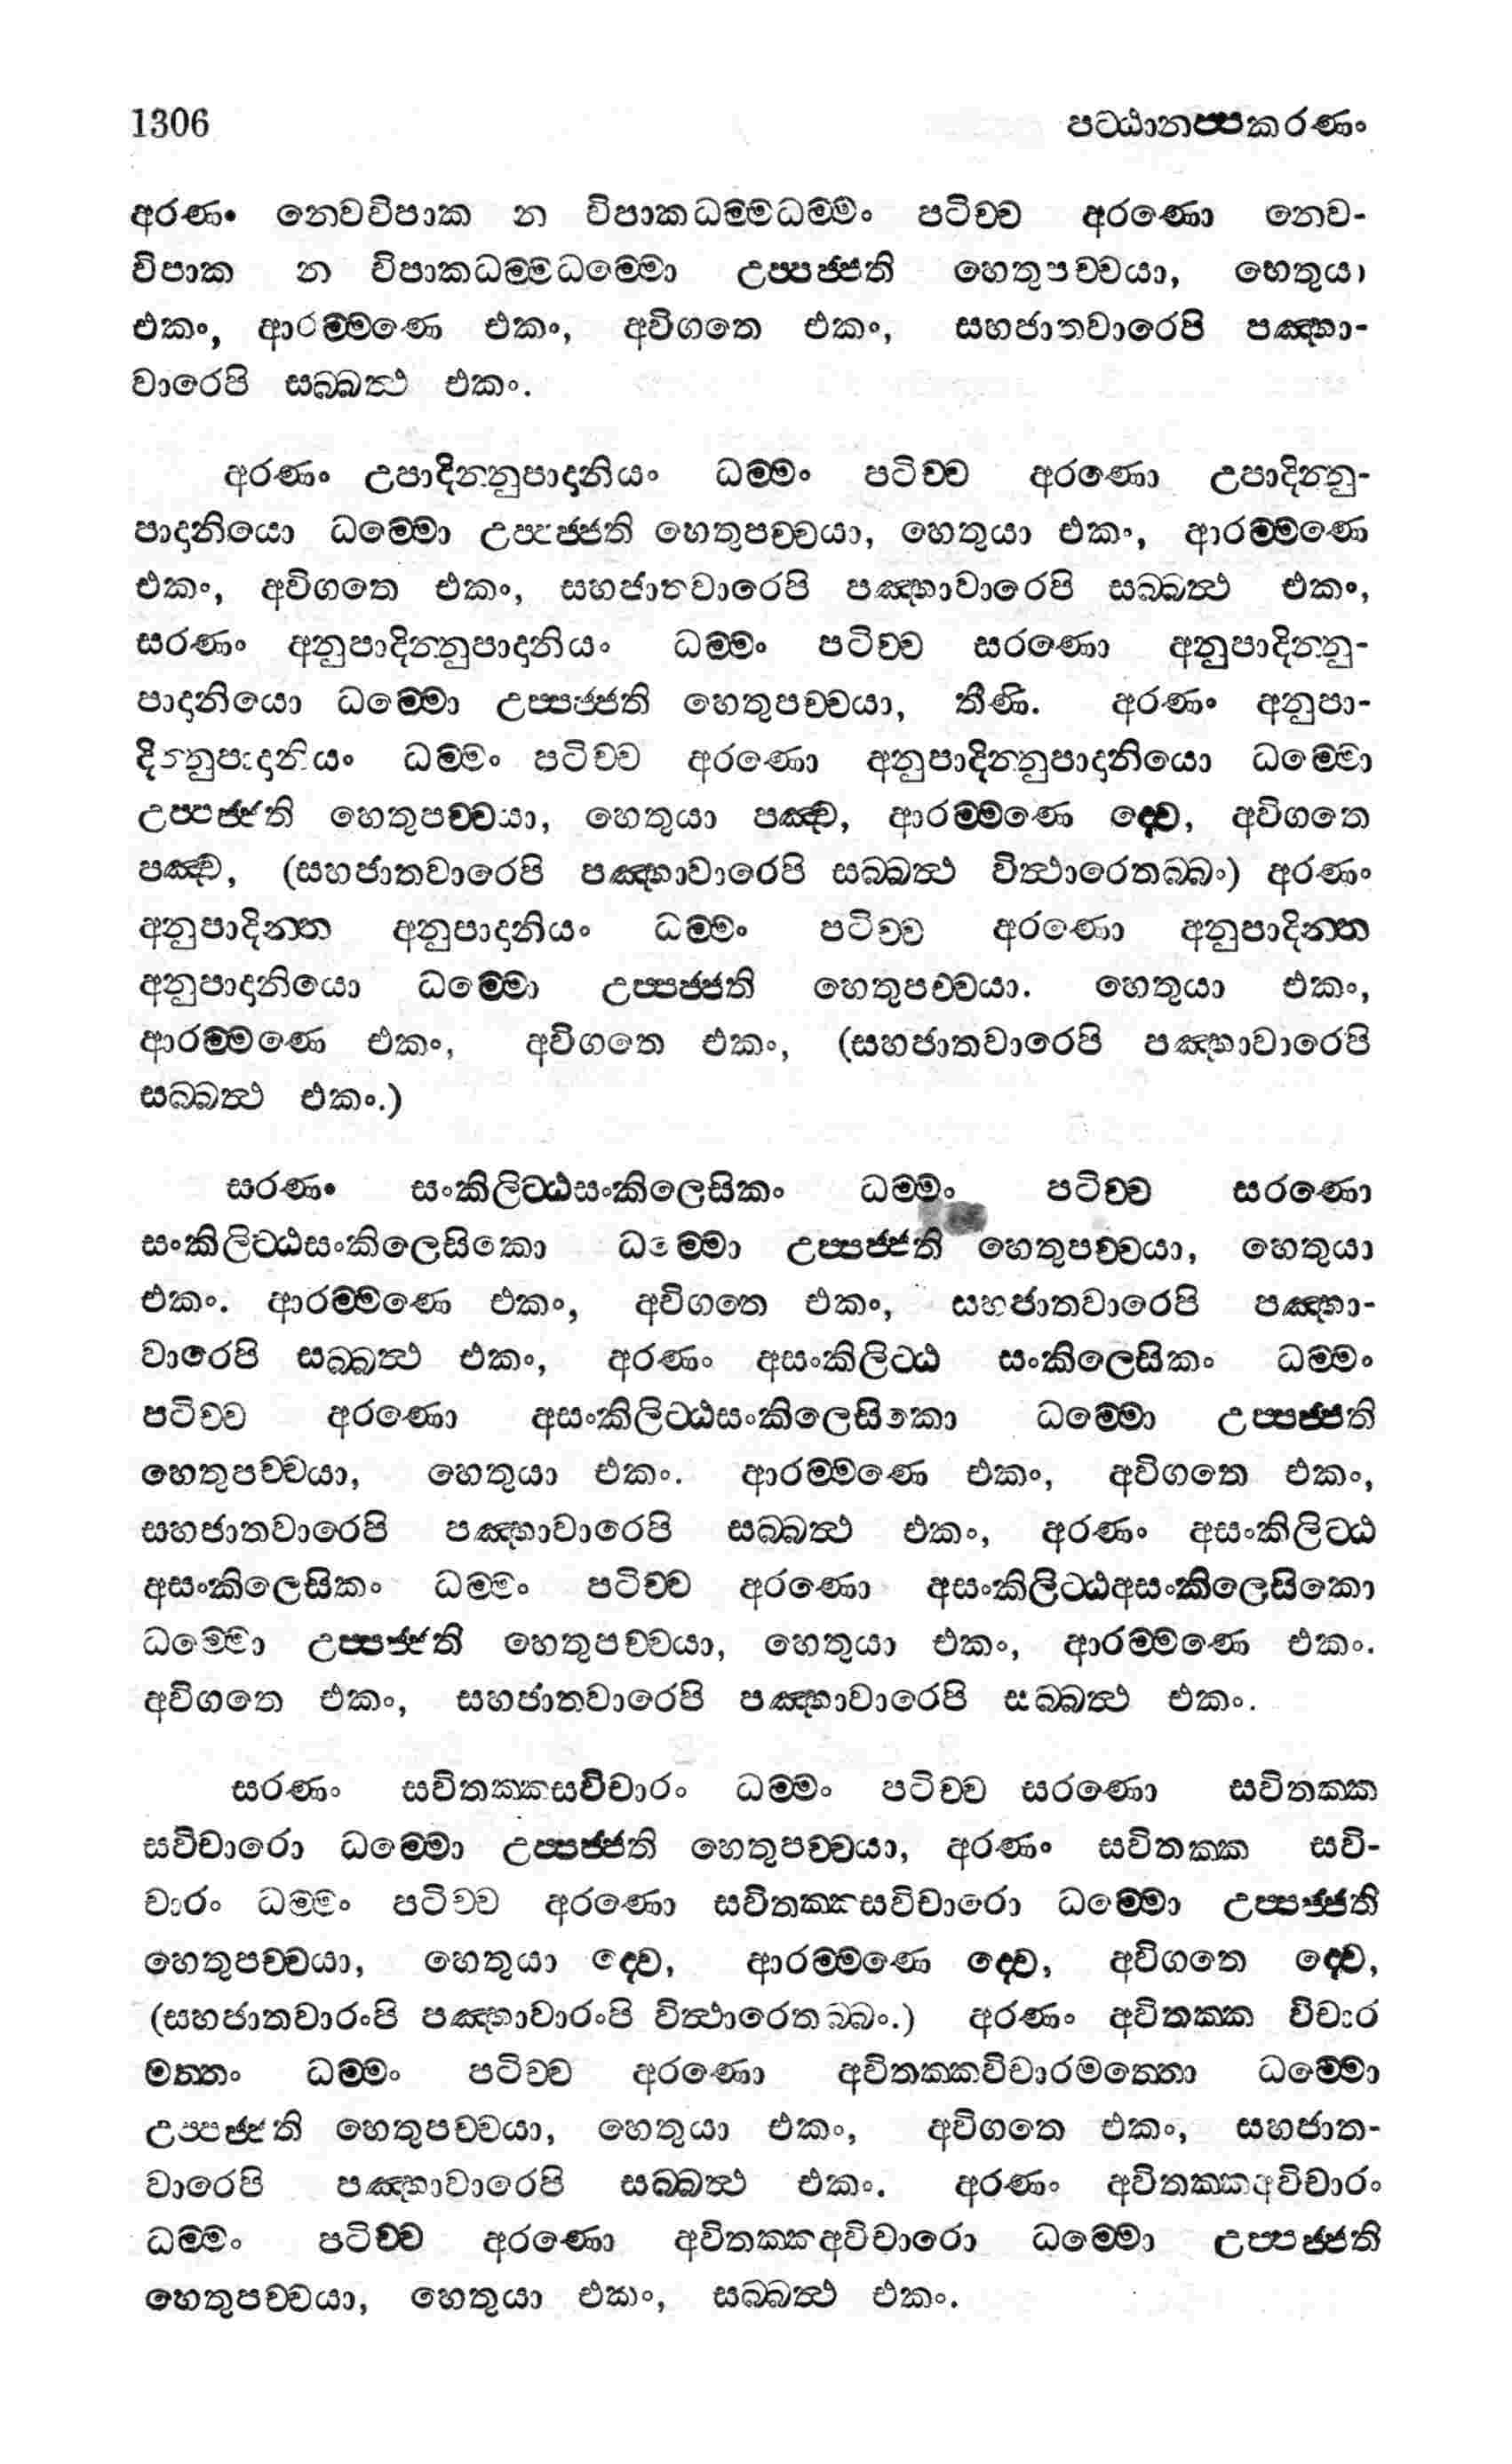 1306 පට්ඨානප්පකරණං
අරණං නෙවවිපාක න විපාකධම්මධම්මං පටිච්ච අරණො නෙව-
විපාක න විපාකධම්මධම්මො උප්පජ්ජති හෙතුපච්චයා, හෙතුයා
එකං, ආරම්මණෙ එකං, අවිගතෙ එකං, සහජාතවාරෙපි පඤ්හා-
වාරෙපි සබ්බත්ථ එකං.
අරණං උපාදින්නුපාදානියං ධම්මං පටිච්ච අරණො උපාදින්නු-
පාදානියො ධම්මො උප්පජ්ජති හෙතුපච්චයා, හෙතුයා එකං, ආරම්මණෙ
එකං, අවිගතෙ එකං, සහජාතවාරෙපි පඤ්හාවාරෙපි සබ්බත්ථ එකං,
සරණං අනුපාදින්නුපාදානියං ධම්මං පටිච්ච සරණො අනුපාදින්නු-
පාදානියො ධම්මො උප්පජ්ජති හෙතුපච්චයා, තීණි. අරණං අනුපා-
දින්නුපාදානියං ධම්මං පටිච්ච අරණො අනුපාදින්නුපාදානියො ධම්මො
උප්පජ්ජති හෙතුපච්චයා, හෙතුයා පඤ්ච, ආරම්මණෙ ද්වෙ, අවිගතෙ
පඤ්ච, (සහජාතවාරෙපි පඤ්හාවාරෙපි සබ්බත්ථ විත්ථාරෙතබ්බං) අරණං
අනුපාදින්න අනුපාදානියං ධම්මං පටිච්ච අරණො අනුපාදින්න
අනුපාදානියො ධම්මො උප්පජ්ජති හෙතුපච්චයා. හෙතුයා එකං,
ආරම්මණෙ එකං, අවිගතෙ එකං, (සහජාතවාරෙපි පඤ්හාවාරෙපි
සබ්බත්ථ එකං.)
සරණං සංකිලිට්ඨසංකිලෙසිකං ධම්මං පටිච්ච සරණො
සංකිලිට්ඨසංකිලෙසිකො ධම්මො උප්පජ්ජති හෙතුපච්චයා, හෙතුයා
එකං. ආරම්මණෙ එකං, අවිගතෙ එකං, සහජාතවාරෙපි පඤ්හා-
වාරෙපි සබ්බත්ථ එකං, අරණං අසංකිලිට්ඨ සංකිලෙසිකං ධම්මං
පටිච්ච අරණො අසංකිලිට්ඨසංකිලෙසිකො ධම්මො උප්පජ්ජති
හෙතුපච්චයා, හෙතුයා එකං. ආරම්මණෙ එකං, අවිගතෙ එකං,
සහජාතවාරෙපි පඤ්හාවාරෙපි සබ්බත්ථ එකං, අරණං අසංකිලිට්ඨ
අසංකිලෙසිකං ධම්මං පටිච්ච අරණො අසංකිලිට්ඨඅසංකිලෙසිකො
ධම්මො උප්පජ්ජති හෙතුපච්චයා, හෙතුයා එකං, ආරම්මණෙ එකං.
අවිගතෙ එකං, සහජාතවාරෙපි පඤ්හාවාරෙපි සබ්බත්ථ එකං.
සරණං සවිතක්කසවිචාරං ධම්මං පටිච්ච සරණො සවිතක්ක
සවිචාරො ධම්මො උප්පජ්ජති හෙතුපච්චයා, අරණං සවිතක්ක සවි-
චාරං ධම්මං පටිච්ච අරණො සවිතක්කසවිචාරො ධම්මො උප්පජ්ජති
හෙතුපච්චයා, හෙතුයා ද්වෙ, ආරම්මණෙ ද්වෙ, අවිගතෙ ද්වෙ,
(සහජාතවාරංපි පඤ්හාවාරංපි විත්ථාරෙතබ්බං.) අරණං අවිතක්ක විචාර
මත්තං ධම්මං පටිච්ච අරණො අවිතක්කවිචාරමත්තො ධම්මො
උප්පජ්ජති හෙතුපච්චයා, හෙතුයා එකං, අවිගතෙ එකං, සහජාත-
වාරෙපි පඤ්හාවාරෙපි සබ්බත්ථ එකං. අරණං අවිතක්කඅවිචාරං
ධම්මං පටිච්ච අරණො අවිතක්කඅවිචාරො ධම්මො උප්පජ්ජති
හෙතුපච්චයා, හෙතුයා එකං, සබ්බත්ථ එකං.